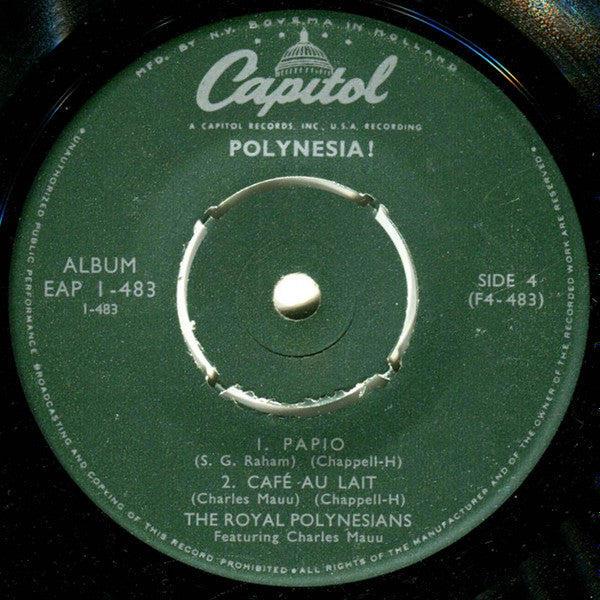 MFD. BY N.V. BOVEMA IN HOLLAND
Capitol
A CAPITOL RECORDS, INC., U.S.A. RECORDING
POLYNESIA!
ALBUM
EAP 1-483
1-483
SIDE 4
(F4-483)
1. PAPIO
(S. G. Raham) (Chappell-H)
2. CAFÉ AU LAIT
(Charles Mauu) (Chappell-H)
THE ROYAL POLYNESIANS
Featuring Charles Mauu
•UNAUTHORIZED PUBLIC PERFORMANCE BROADCASTING AND COPYING OF THIS RECORD PROHIBITED•ALL RIGHTS OF THE MANUFACTURER AND OF THE OWNER OF THE RECORDED WORK ARE RESERVED